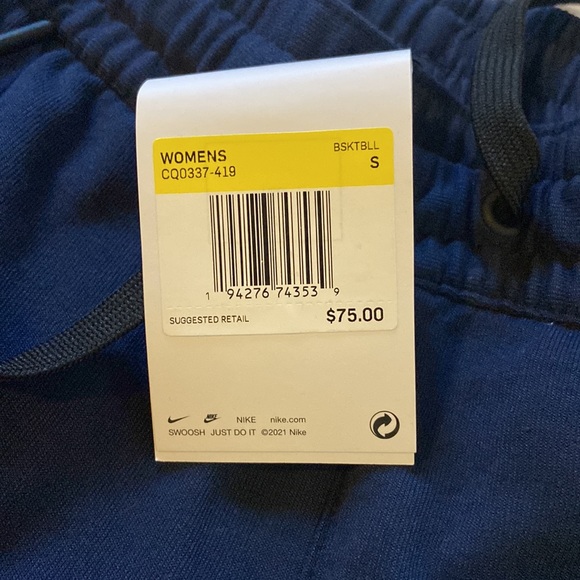 WOMENS BSKTBLL
CQ0337-419 S
1 94276 74353 9
SUGGESTED RETAIL $75.00
NIKE nike.com
SWOOSH JUST DO IT ©2021 Nike